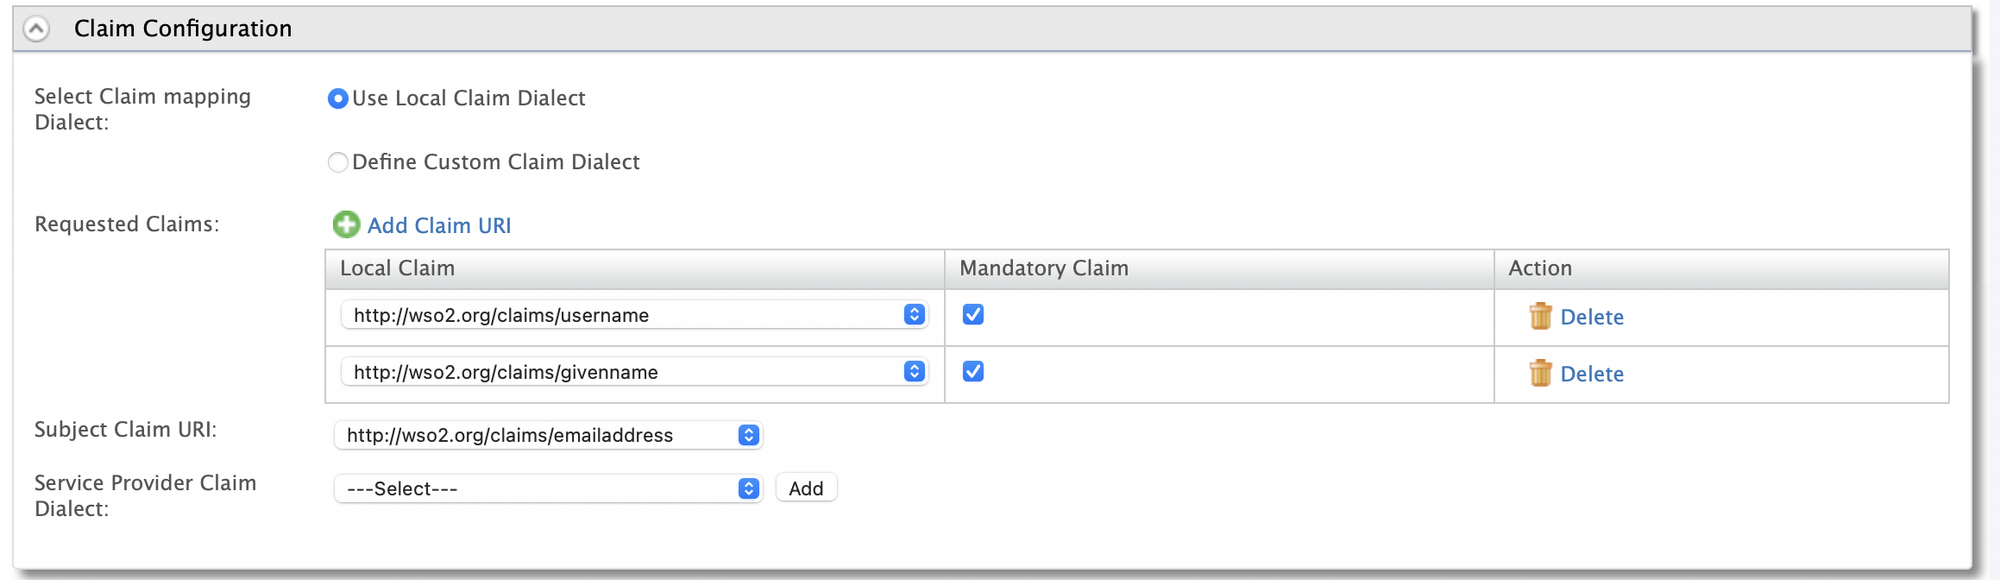 Claim Configuration
Select Claim mapping
Dialect:
Use Local Claim Dialect
Define Custom Claim Dialect
Requested Claims:
Add Claim URI
Local Claim Mandatory Claim Action
http://wso2.org/claims/username Delete
http://wso2.org/claims/givenname Delete
Subject Claim URI:
http://wso2.org/claims/emailaddress
Service Provider Claim
Dialect:
---Select--- Add